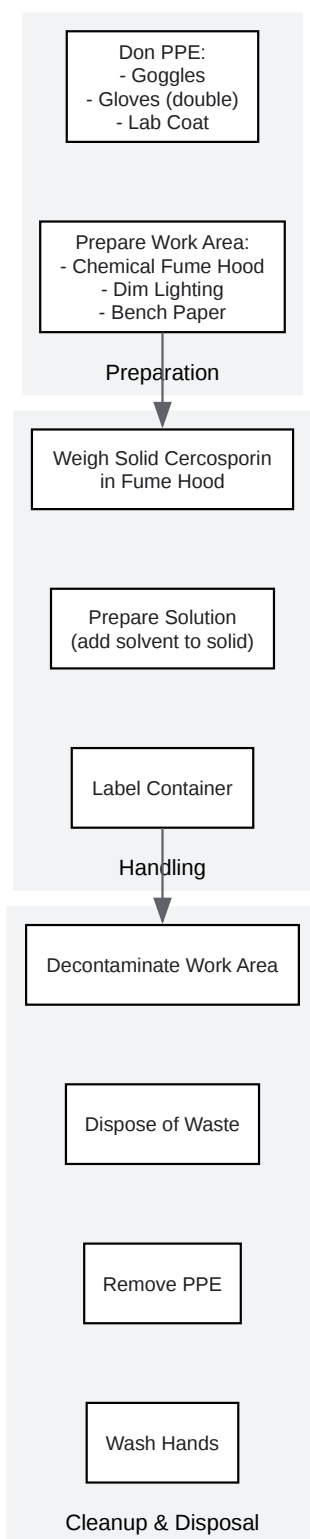 Don PPE:
- Goggles
- Gloves (double)
- Lab Coat
Prepare Work Area:
- Chemical Fume Hood
- Dim Lighting
- Bench Paper
Preparation
Weigh Solid Cercosporin
in Fume Hood
Prepare Solution
(add solvent to solid)
Label Container
Handling
Decontaminate Work Area
Dispose of Waste
Remove PPE
Wash Hands
Cleanup & Disposal